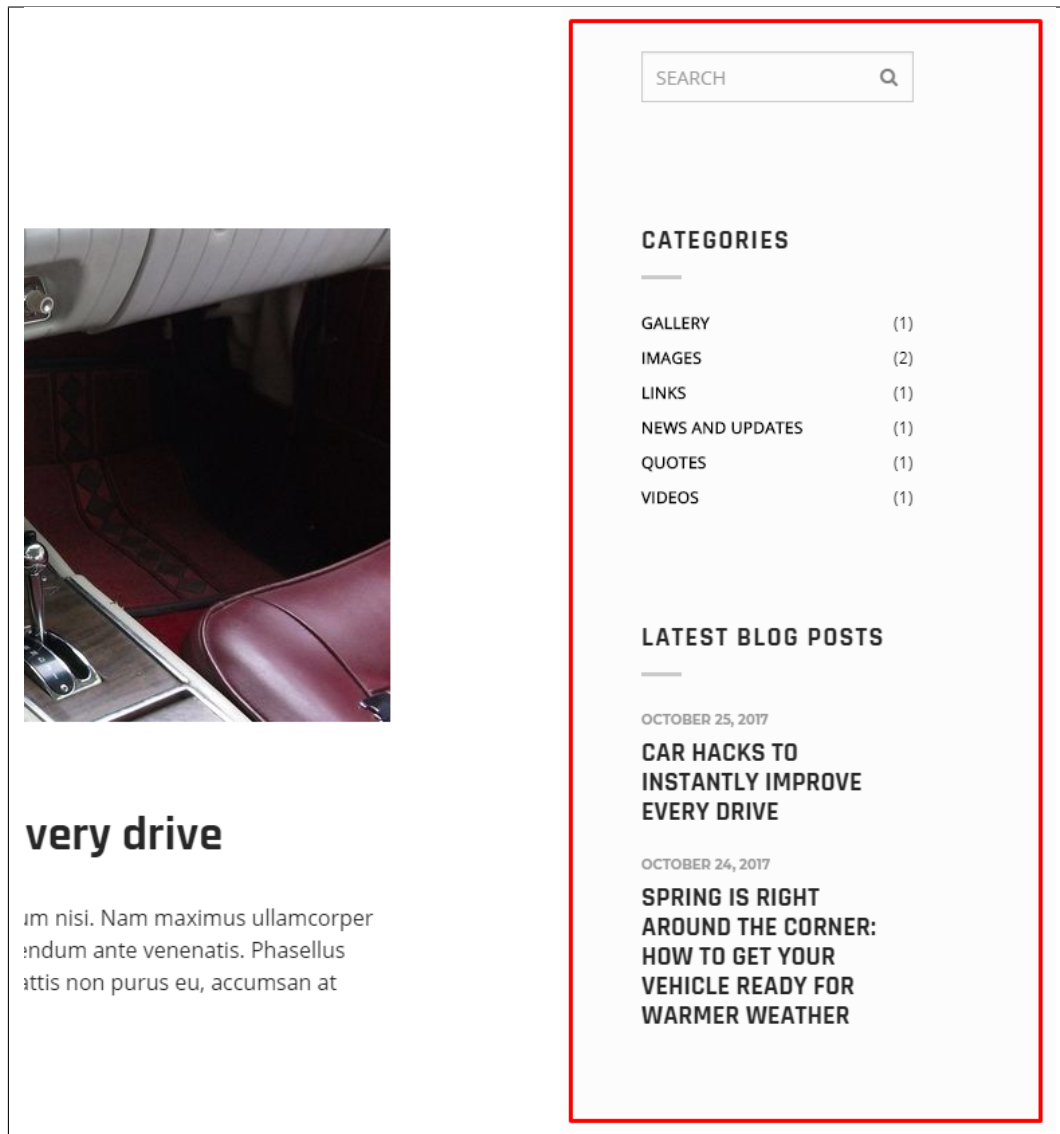 SEARCH
CATEGORIES
GALLERY (1)
IMAGES (2)
LINKS (1)
NEWS AND UPDATES (1)
QUOTES (1)
VIDEOS (1)
LATEST BLOG POSTS
OCTOBER 25, 2017
CAR HACKS TO
INSTANTLY IMPROVE
EVERY DRIVE
OCTOBER 24, 2017
SPRING IS RIGHT
AROUND THE CORNER:
HOW TO GET YOUR
VEHICLE READY FOR
WARMER WEATHER
very drive
um nisi. Nam maximus ullamcorper
endum ante venenatis. Phasellus
attis non purus eu, accumsan at